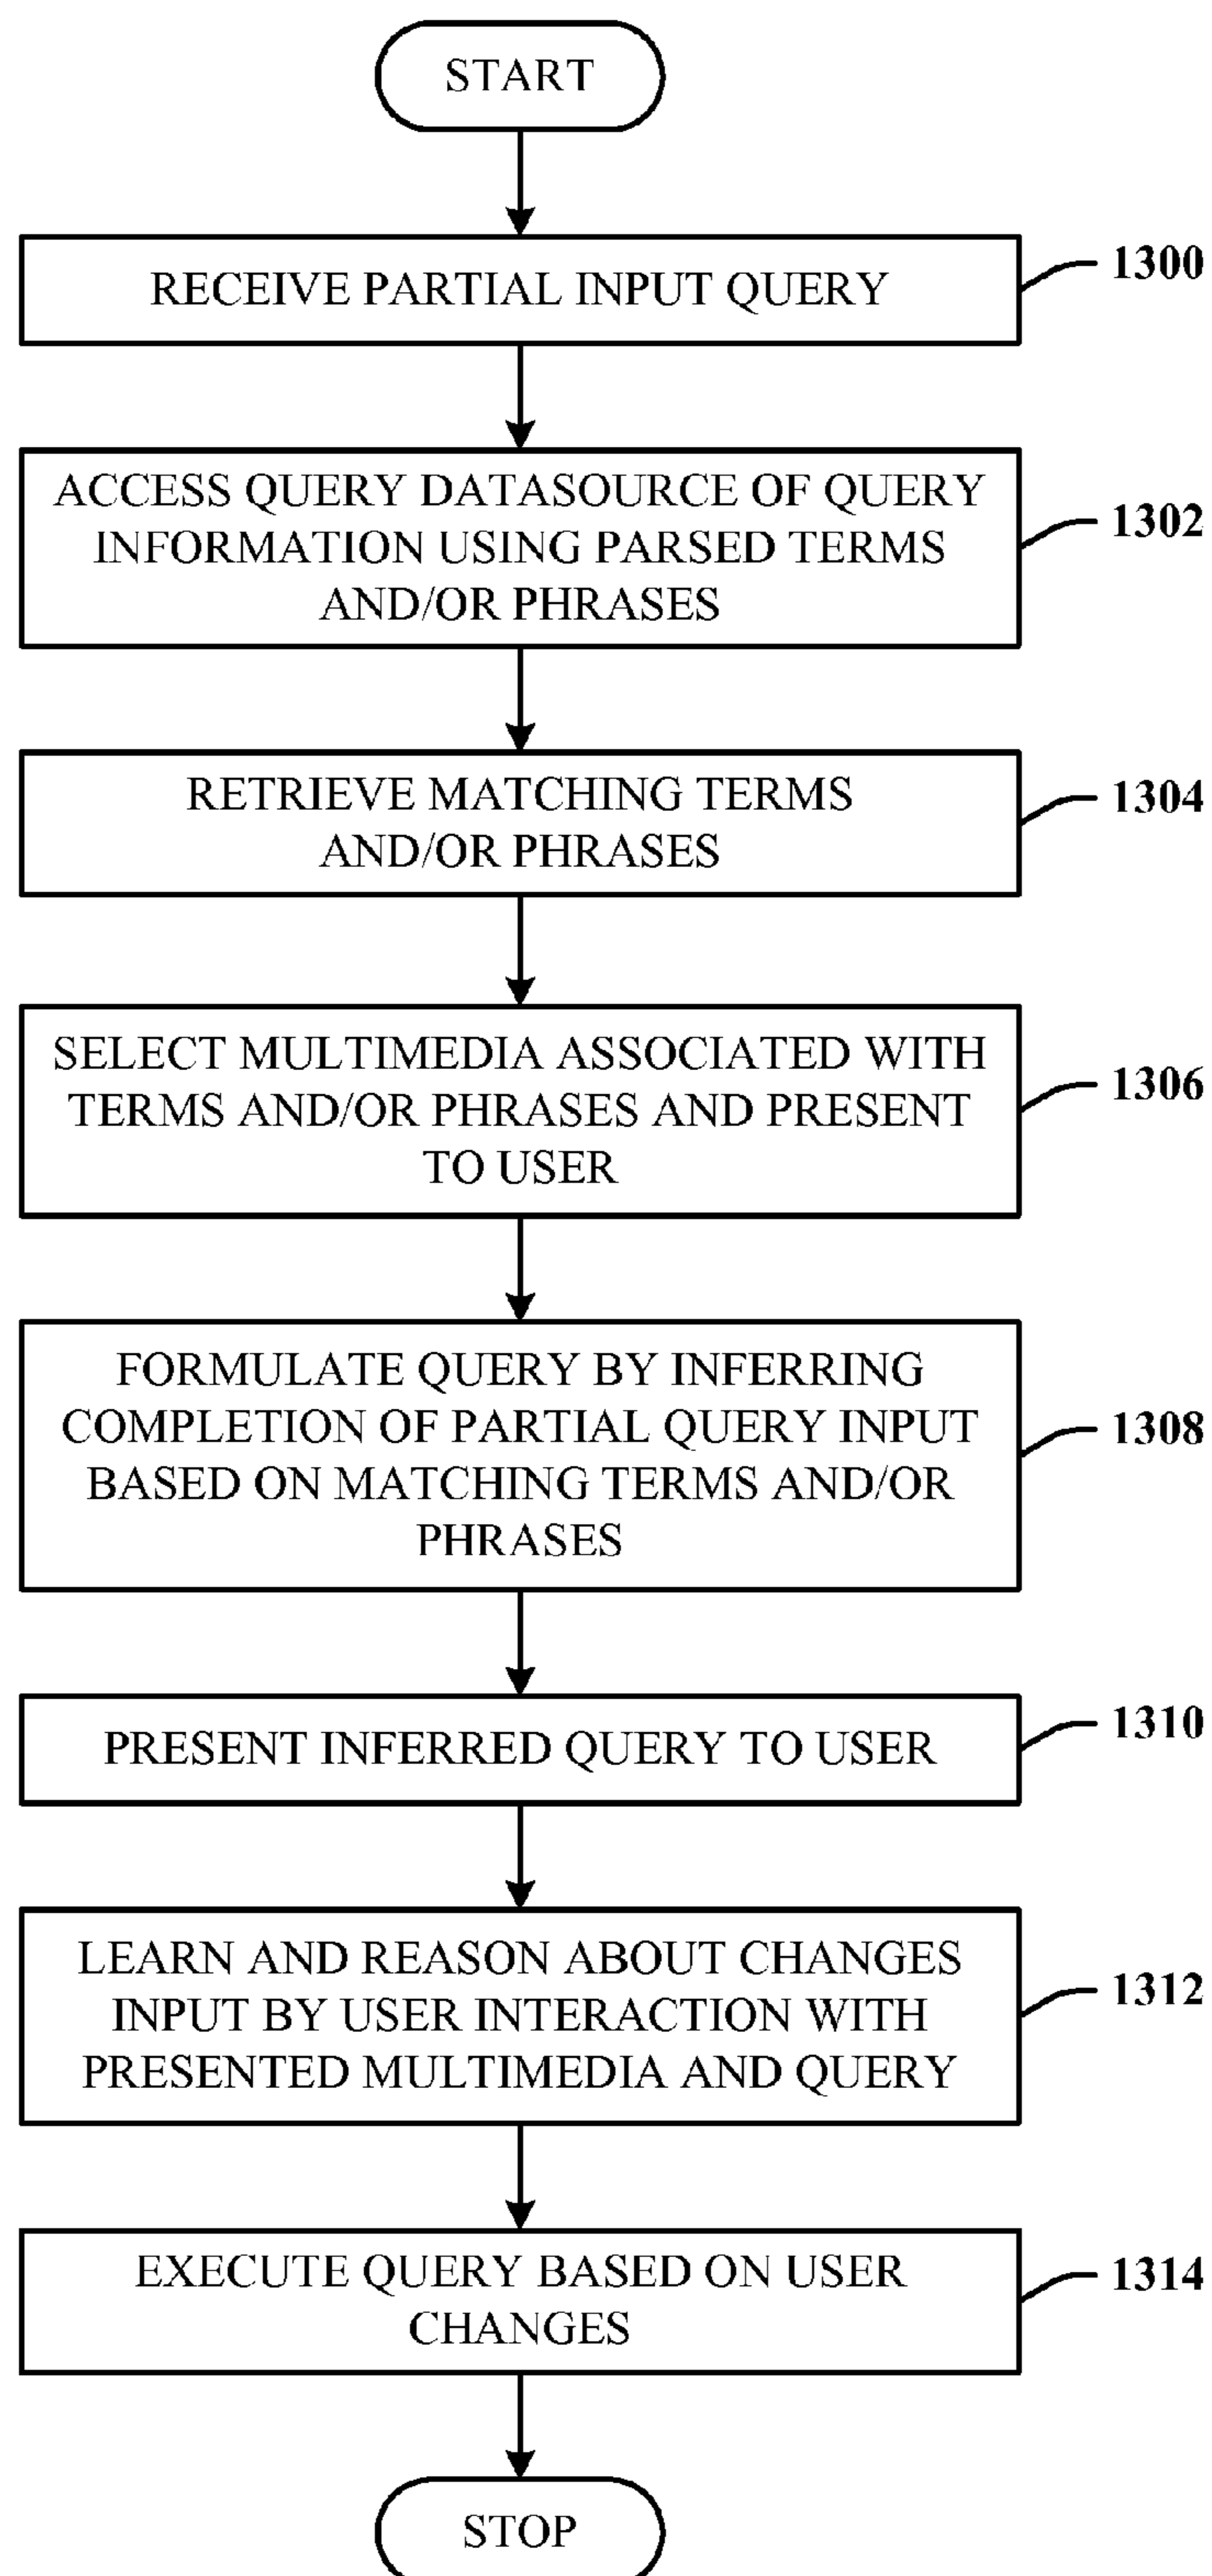 START
RECEIVE PARTIAL INPUT QUERY
1300
ACCESS QUERY DATASOURCE OF QUERY
INFORMATION USING PARSED TERMS
AND/OR PHRASES
1302
RETRIEVE MATCHING TERMS
AND/OR PHRASES
1304
SELECT MULTIMEDIA ASSOCIATED WITH
TERMS AND/OR PHRASES AND PRESENT
TO USER
1306
FORMULATE QUERY BY INFERRING
COMPLETION OF PARTIAL QUERY INPUT
BASED ON MATCHING TERMS AND/OR
PHRASES
1308
PRESENT INFERRED QUERY TO USER
1310
LEARN AND REASON ABOUT CHANGES
INPUT BY USER INTERACTION WITH
PRESENTED MULTIMEDIA AND QUERY
1312
EXECUTE QUERY BASED ON USER
CHANGES
1314
STOP